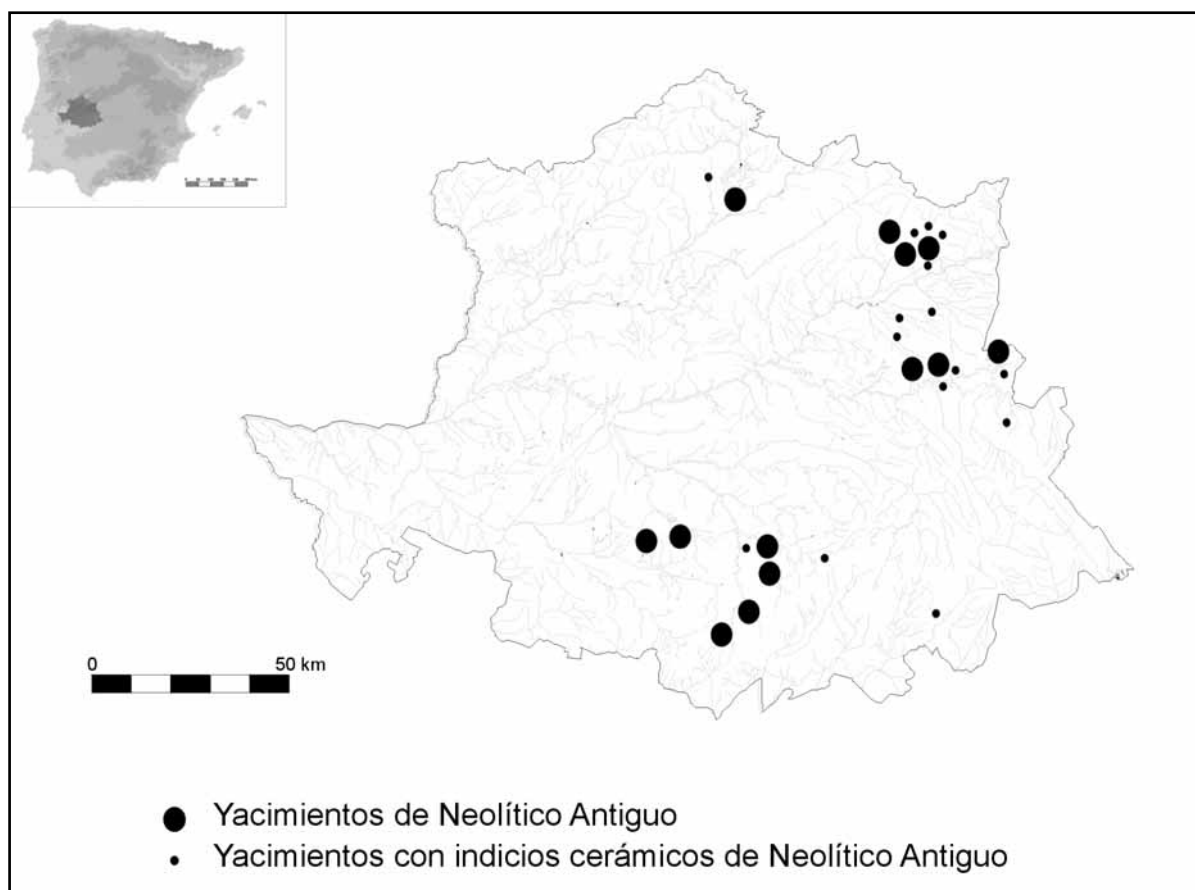 0 50 km
Yacimientos de Neolítico Antiguo
Yacimientos con indicios cerámicos de Neolítico Antiguo